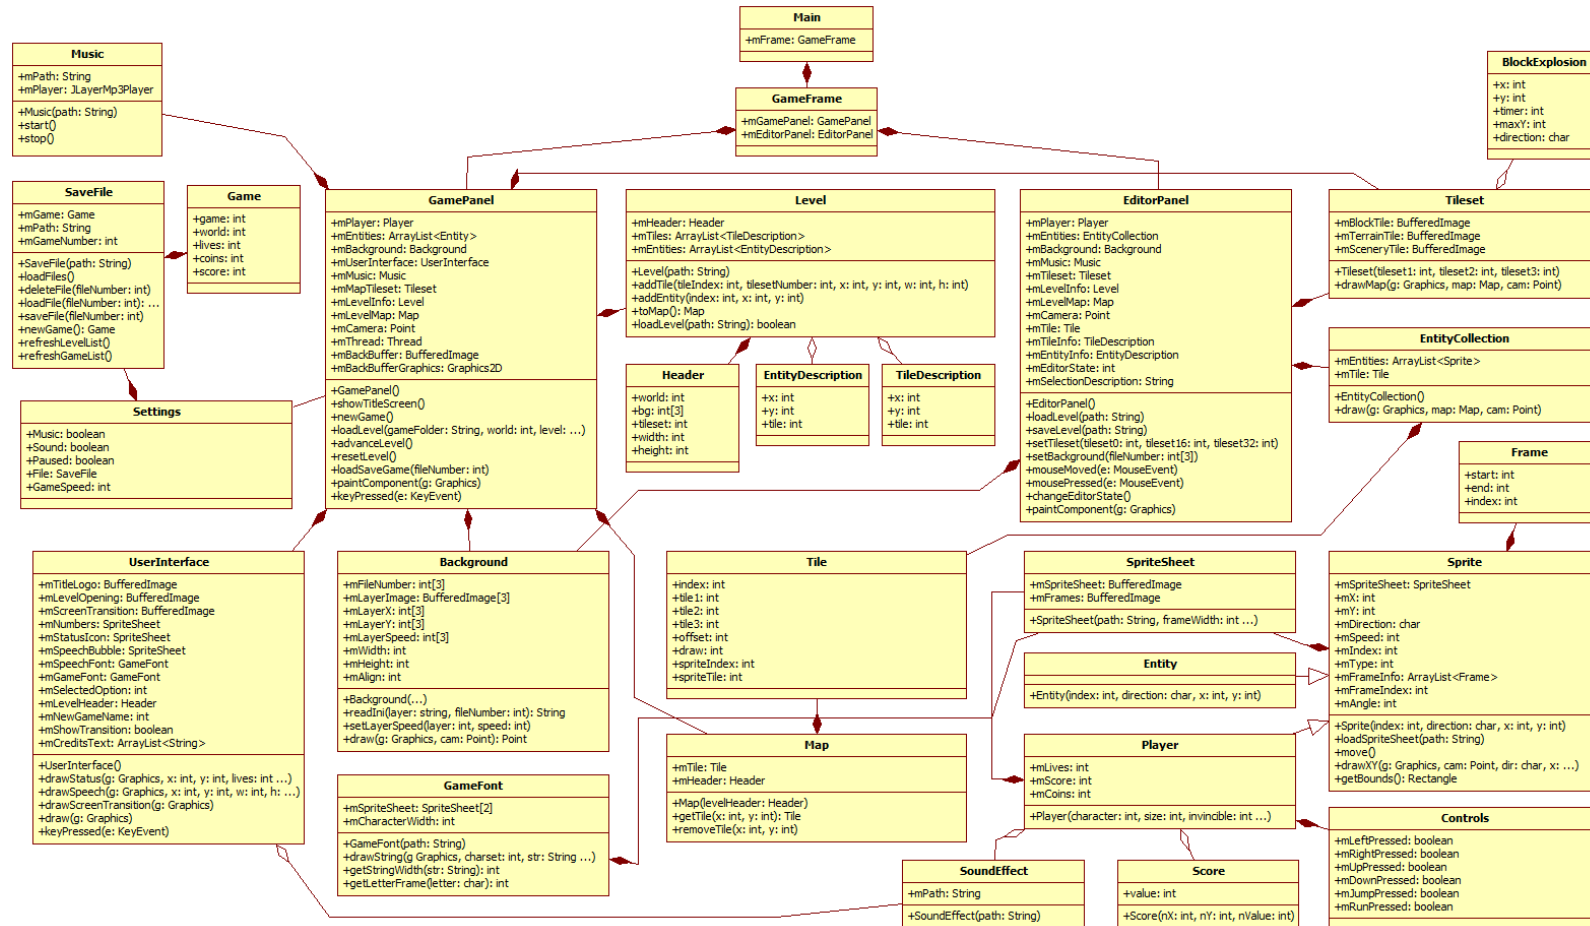 Main
+mFrame: GameFrame
Music
+mPath: String
+mPlayer: JLayerMp3Player
+Music(path: String)
+start()
+stop()
GameFrame
+mGamePanel: GamePanel
+mEditorPanel: EditorPanel
BlockExplosion
+x: int
+y: int
+timer: int
+maxY: int
+direction: char
SaveFile
+mGame: Game
+mPath: String
+mGameNumber: int
+SaveFile(path: String)
+loadFiles()
+deleteFile(fileNumber: int)
+loadFile(fileNumber: int): ...
+saveFile(fileNumber: int)
+newGame(): Game
+refreshLevelList()
+refreshGameList()
Game
+game: int
+world: int
+lives: int
+coins: int
+score: int
GamePanel
+mPlayer: Player
+mEntities: ArrayList<Entity>
+mBackground: Background
+mUserInterface: UserInterface
+mMusic: Music
+mMapTileset: Tileset
+mLevelInfo: Level
+mLevelMap: Map
+mCamera: Point
+mThread: Thread
+mBackBuffer: BufferedImage
+mBackBufferGraphics: Graphics2D
+GamePanel()
+showTitleScreen()
+newGame()
+loadLevel(gameFolder: String, world: int, level: ...)
+advanceLevel()
+resetLevel()
+loadSaveGame(fileNumber: int)
+paintComponent(g: Graphics)
+keyPressed(e: KeyEvent)
Level
+mHeader: Header
+mTiles: ArrayList<TileDescription>
+mEntities: ArrayList<EntityDescription>
+Level(path: String)
+addTile(tileIndex: int, tilesetNumber: int, x: int, y: int, w: int, h: int)
+addEntity(index: int, x: int, y: int)
+toMap(): Map
+loadLevel(path: String): boolean
EditorPanel
+mPlayer: Player
+mEntities: EntityCollection
+mBackground: Background
+mMusic: Music
+mTileset: Tileset
+mLevelInfo: Level
+mLevelMap: Map
+mCamera: Point
+mTile: Tile
+mTileInfo: TileDescription
+mEntityInfo: EntityDescription
+mEditorState: int
+mSelectionDescription: String
+EditorPanel()
+loadLevel(path: String)
+saveLevel(path: String)
+setTileset(tileset0: int, tileset16: int, tileset32: int)
+setBackground(fileNumber: int[3])
+mouseMoved(e: MouseEvent)
+mousePressed(e: MouseEvent)
+changeEditorState()
+paintComponent(g: Graphics)
Tileset
+mBlockTile: BufferedImage
+mTerrainTile: BufferedImage
+mSceneryTile: BufferedImage
+Tileset(tileset1: int, tileset2: int, tileset3: int)
+drawMap(g: Graphics, map: Map, cam: Point)
EntityCollection
+mEntities: ArrayList<Sprite>
+mTile: Tile
+EntityCollection()
+draw(g: Graphics, map: Map, cam: Point)
Header
+world: int
+bg: int[3]
+tileset: int
+width: int
+height: int
EntityDescription
+x: int
+y: int
+tile: int
TileDescription
+x: int
+y: int
+tile: int
Settings
+Music: boolean
+Sound: boolean
+Paused: boolean
+File: SaveFile
+GameSpeed: int
Frame
+start: int
+end: int
+index: int
UserInterface
+mTitleLogo: BufferedImage
+mLevelOpening: BufferedImage
+mScreenTransition: BufferedImage
+mNumbers: SpriteSheet
+mStatusIcon: SpriteSheet
+mSpeechBubble: SpriteSheet
+mSpeechFont: GameFont
+mGameFont: GameFont
+mSelectedOption: int
+mLevelHeader: Header
+mNewGameName: int
+mShowTransition: boolean
+mCreditsText: ArrayList<String>
+UserInterface()
+drawStatus(g: Graphics, x: int, y: int, lives: int ...)
+drawSpeech(g: Graphics, x: int, y: int, w: int, h: ...)
+drawScreenTransition(g: Graphics)
+draw(g: Graphics)
+keyPressed(e: KeyEvent)
Background
+mFileNumber: int[3]
+mLayerImage: BufferedImage[3]
+mLayerX: int[3]
+mLayerY: int[3]
+mLayerSpeed: int[3]
+mWidth: int
+mHeight: int
+mAlign: int
+Background(...)
+readIni(layer: string, fileNumber: int): String
+setLayerSpeed(layer: int, speed: int)
+draw(g: Graphics, cam: Point): Point
Tile
+index: int
+tile1: int
+tile2: int
+tile3: int
+offset: int
+draw: int
+spriteIndex: int
+spriteTile: int
SpriteSheet
+mSpriteSheet: BufferedImage
+mFrames: BufferedImage
+SpriteSheet(path: String, frameWidth: int ...)
Entity
+Entity(index: int, direction: char, x: int, y: int)
Sprite
+mSpriteSheet: SpriteSheet
+mX: int
+mY: int
+mDirection: char
+mSpeed: int
+mIndex: int
+mType: int
+mFrameInfo: ArrayList<Frame>
+mFrameIndex: int
+mAngle: int
+Sprite(index: int, direction: char, x: int, y: int)
+loadSpriteSheet(path: String)
+move()
+drawXY(g: Graphics, cam: Point, dir: char, x: ...)
+getBounds(): Rectangle
Map
+mTile: Tile
+mHeader: Header
+Map(levelHeader: Header)
+getTile(x: int, y: int): Tile
+removeTile(x: int, y: int)
Player
+mLives: int
+mScore: int
+mCoins: int
+Player(character: int, size: int, invincible: int ...)
GameFont
+mSpriteSheet: SpriteSheet[2]
+mCharacterWidth: int
+GameFont(path: String)
+drawString(g Graphics, charset: int, str: String ...)
+getStringWidth(str: String): int
+getLetterFrame(letter: char): int
Controls
+mLeftPressed: boolean
+mRightPressed: boolean
+mUpPressed: boolean
+mDownPressed: boolean
+mJumpPressed: boolean
+mRunPressed: boolean
SoundEffect
+mPath: String
+SoundEffect(path: String)
Score
+value: int
+Score(nX: int, nY: int, nValue: int)